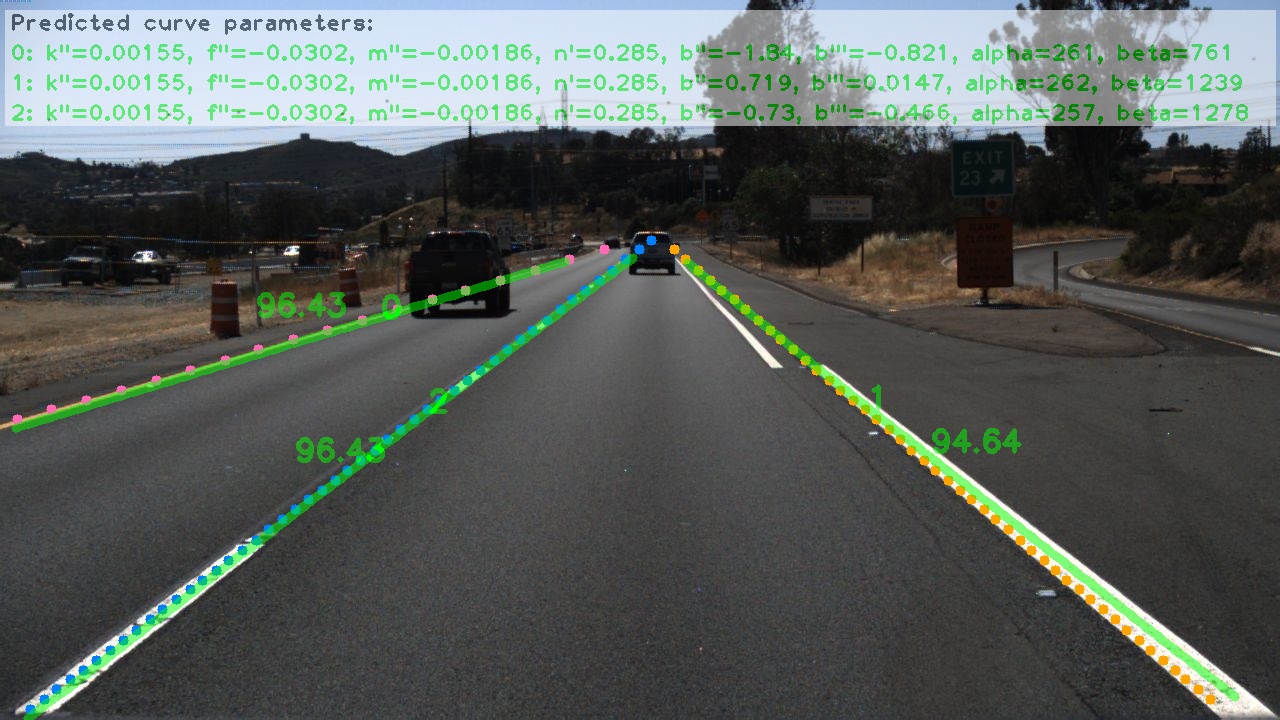 Predicted curve parameters:
0: k''=0.00155, f''=-0.0302, m''=-0.00186, n'=0.285, b''=-1.84, b'''=-0.821, alpha=261, beta=761
1: k''=0.00155, f''=-0.0302, m''=-0.00186, n'=0.285, b''=0.719, b'''=0.0147, alpha=262, beta=1239
2: k''=0.00155, f''=-0.0302, m''=-0.00186, n'=0.285, b''=-0.73, b'''=-0.466, alpha=257, beta=1278
EXIT
23
RAMP
96.43 0
2 1
96.43 94.64